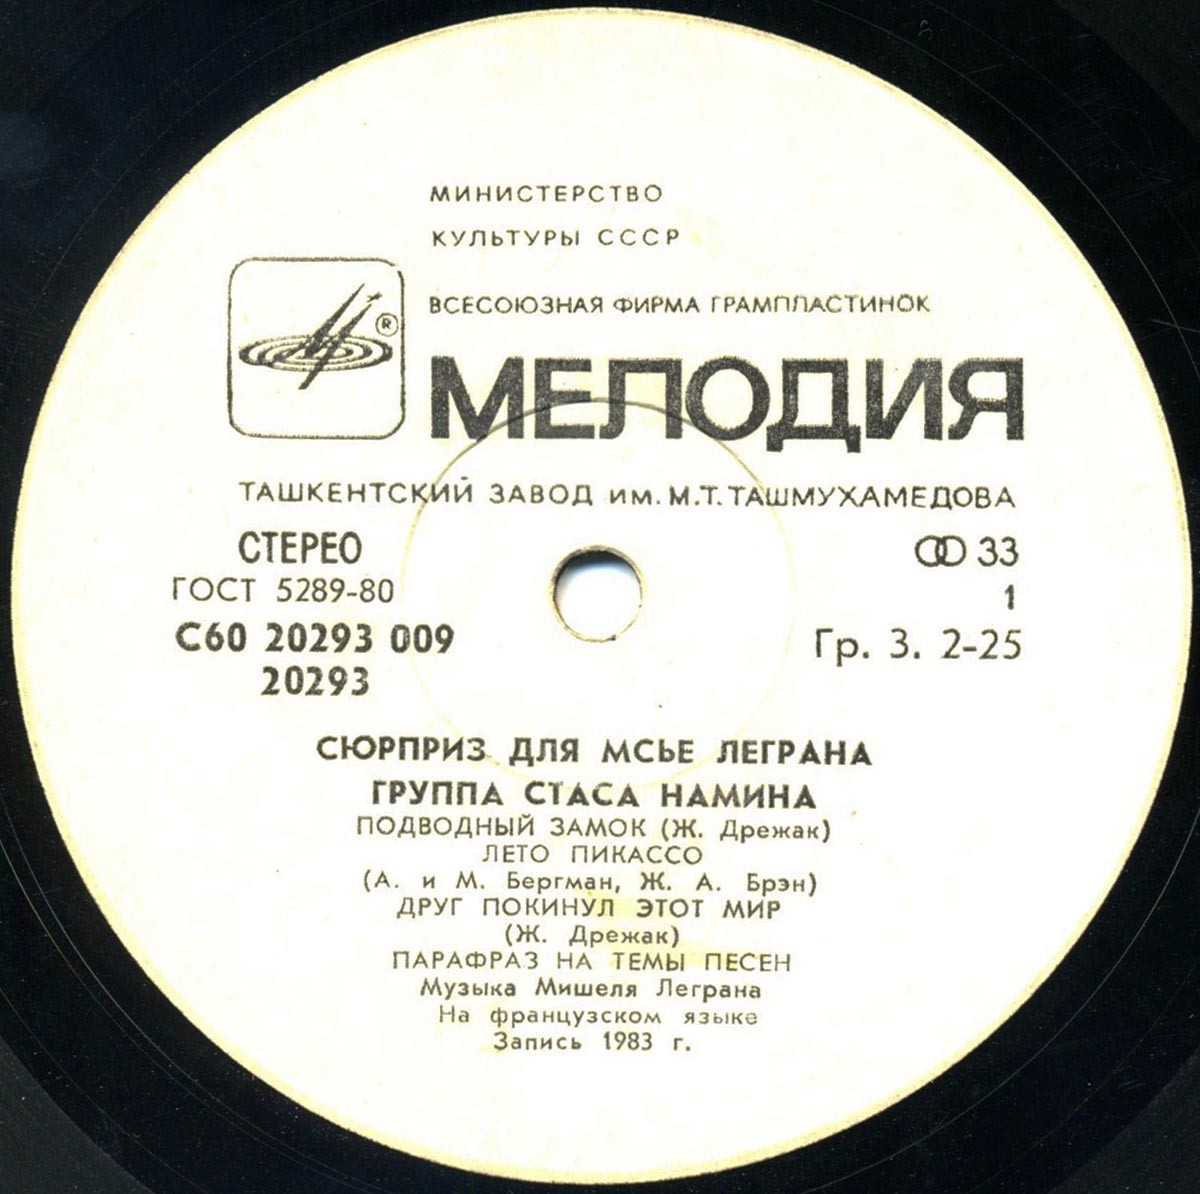 МИНИСТЕРСТВО
КУЛЬТУРЫ СССР
ВСЕСОЮЗНАЯ ФИРМА ГРАМПЛАСТИНОК
®
МЕЛОДИЯ
ТАШКЕНТСКИЙ ЗАВОД ИМ. М.Т. ТАШМУХАМЕДОВА
СТЕРЕО 33
ГОСТ 5289-80 1
С60 20293 009 Гр. 3. 2-25
20293
СЮРПРИЗ ДЛЯ МСЬЕ ЛЕГРАНА
ГРУППА СТАСА НАМИНА
ПОДВОДНЫЙ ЗАМОК (Ж. Дрежак)
ЛЕТО ПИКАССО
(А. и М. Бергман, Ж. А. Брэн)
ДРУГ ПОКИНУЛ ЭТОТ МИР
(Ж. Дрежак)
ПАРАФРАЗ НА ТЕМЫ ПЕСЕН
Музыка Мишеля Леграна
На французском языке
Запись 1983 г.